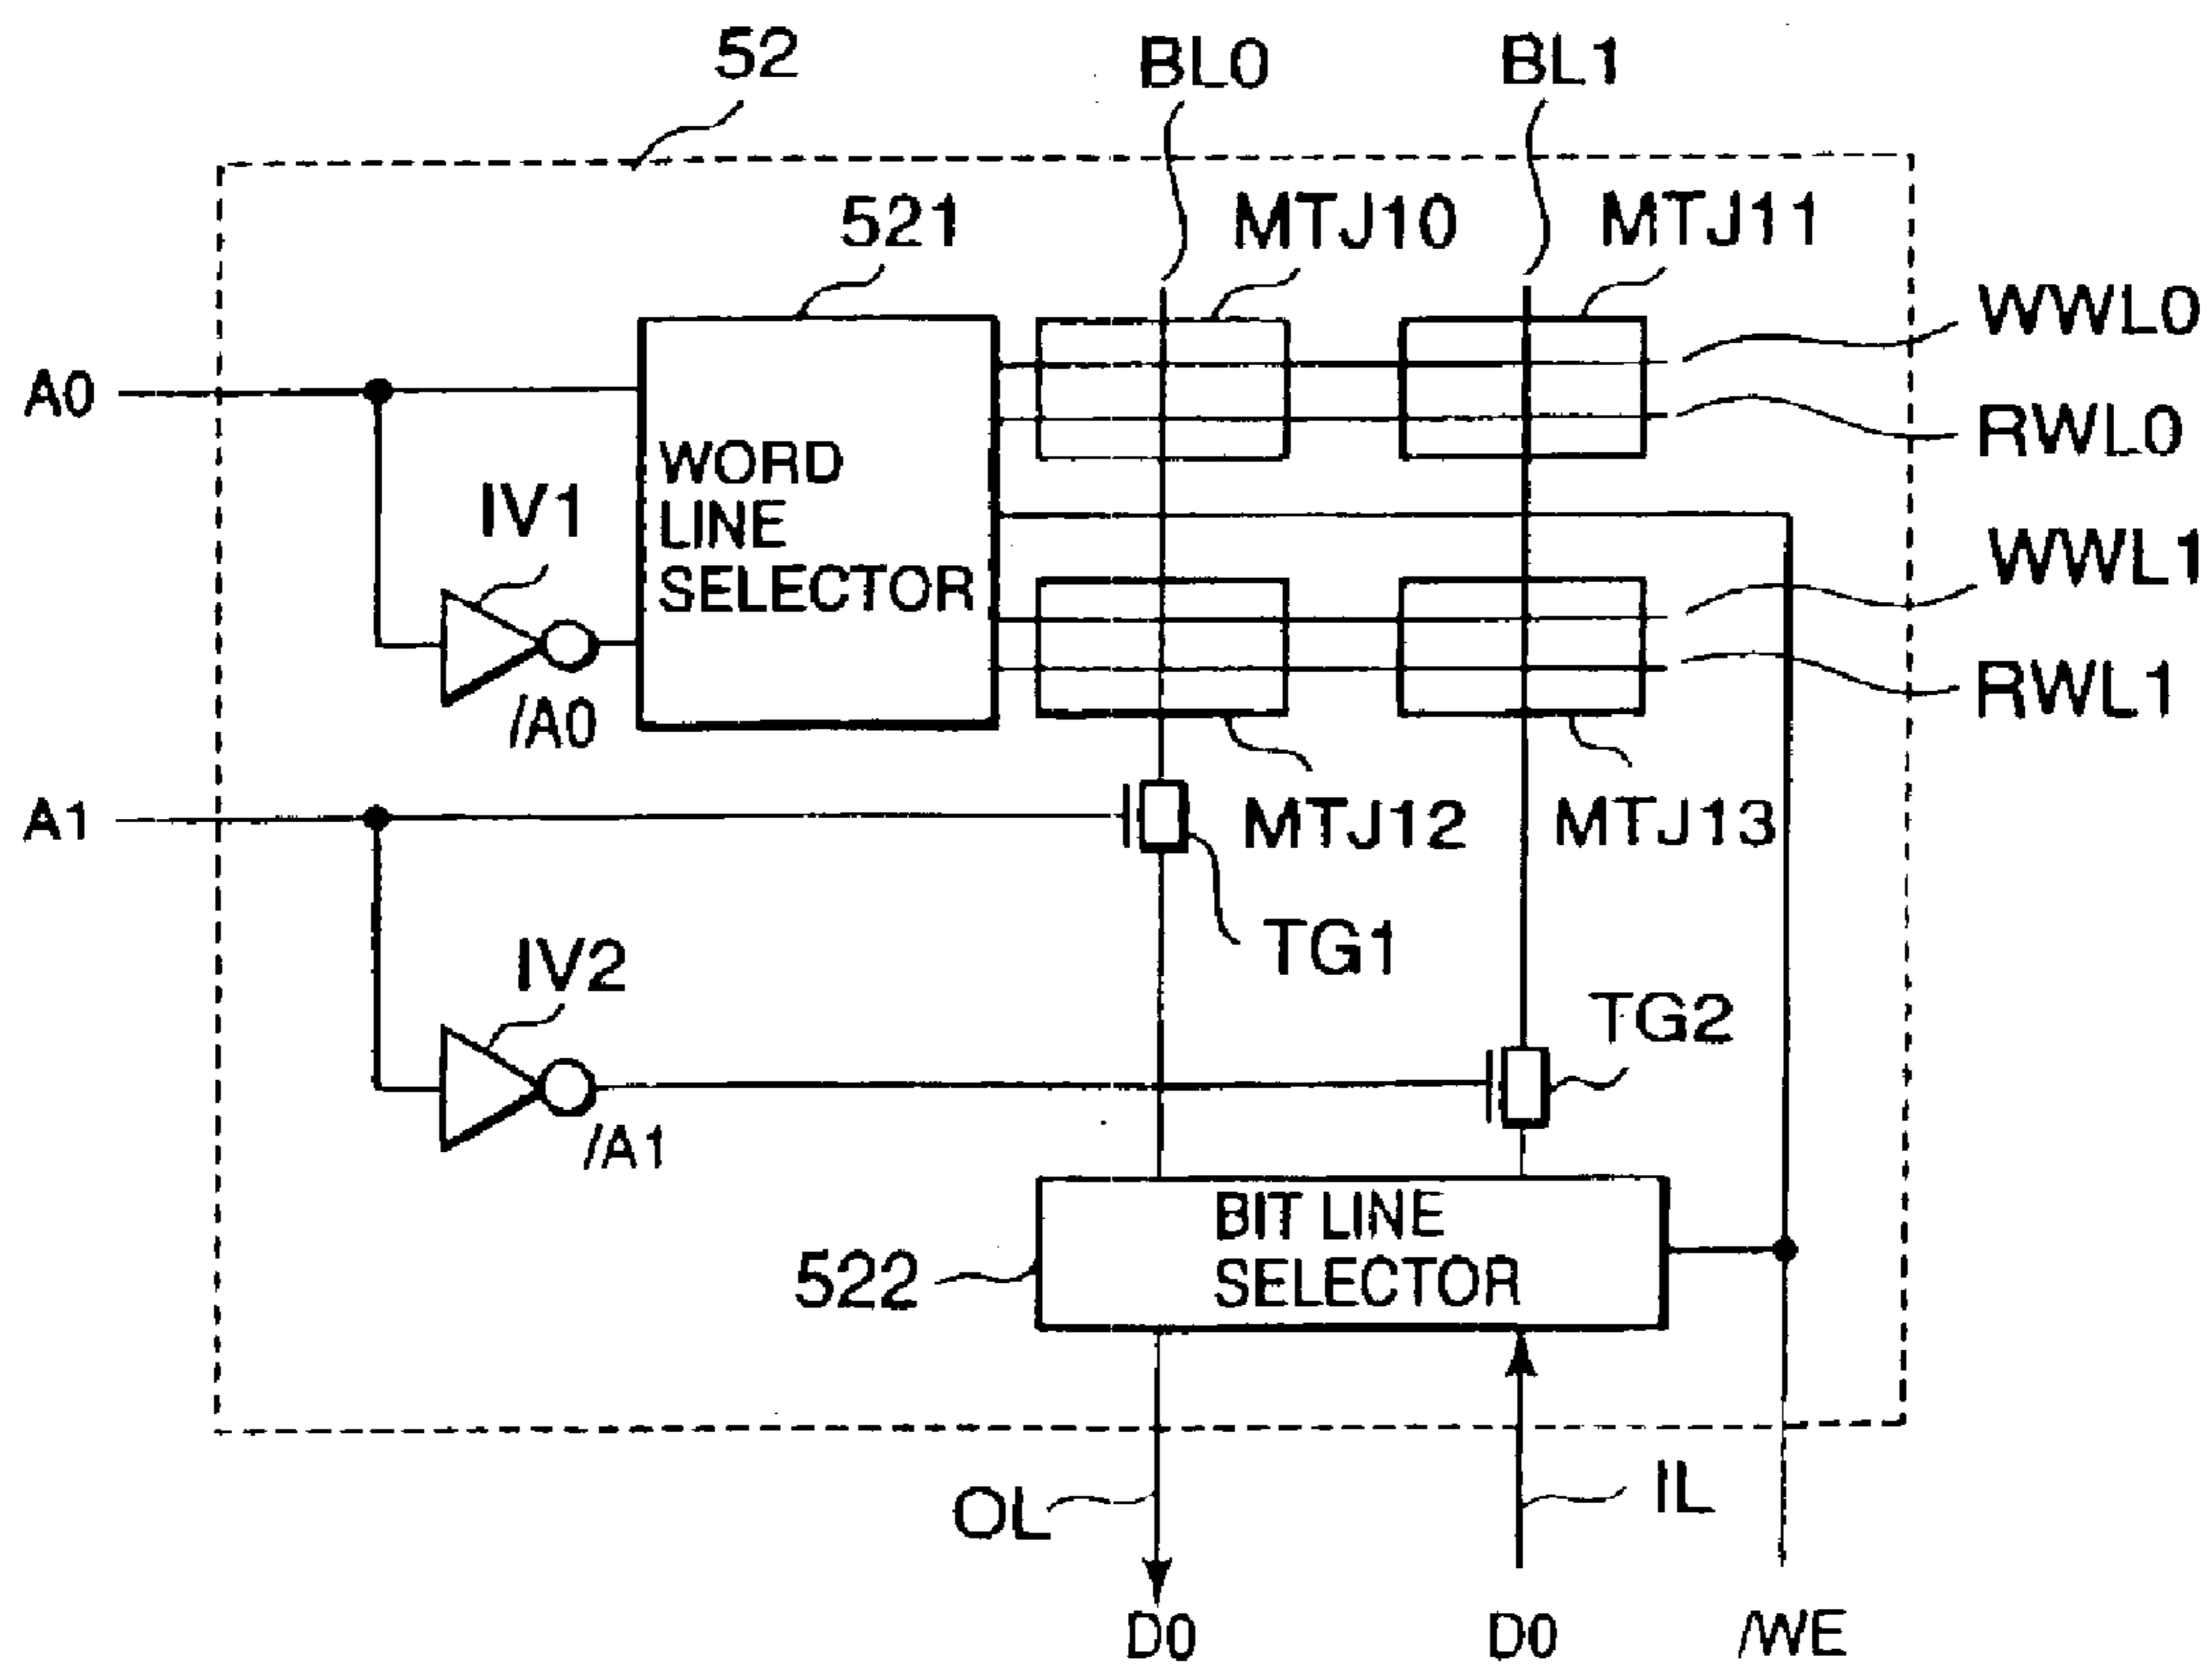 52
BL0
BL1
521
MTJ10
MTJ11
WWL0
A0
RWL0
WORD
LINE
SELECTOR
IV1
WWL1
/A0
RWL1
A1
MTJ12
MTJ13
TG1
IV2
TG2
/A1
BIT LINE
SELECTOR
522
OL
IL
D0
D0
/WE